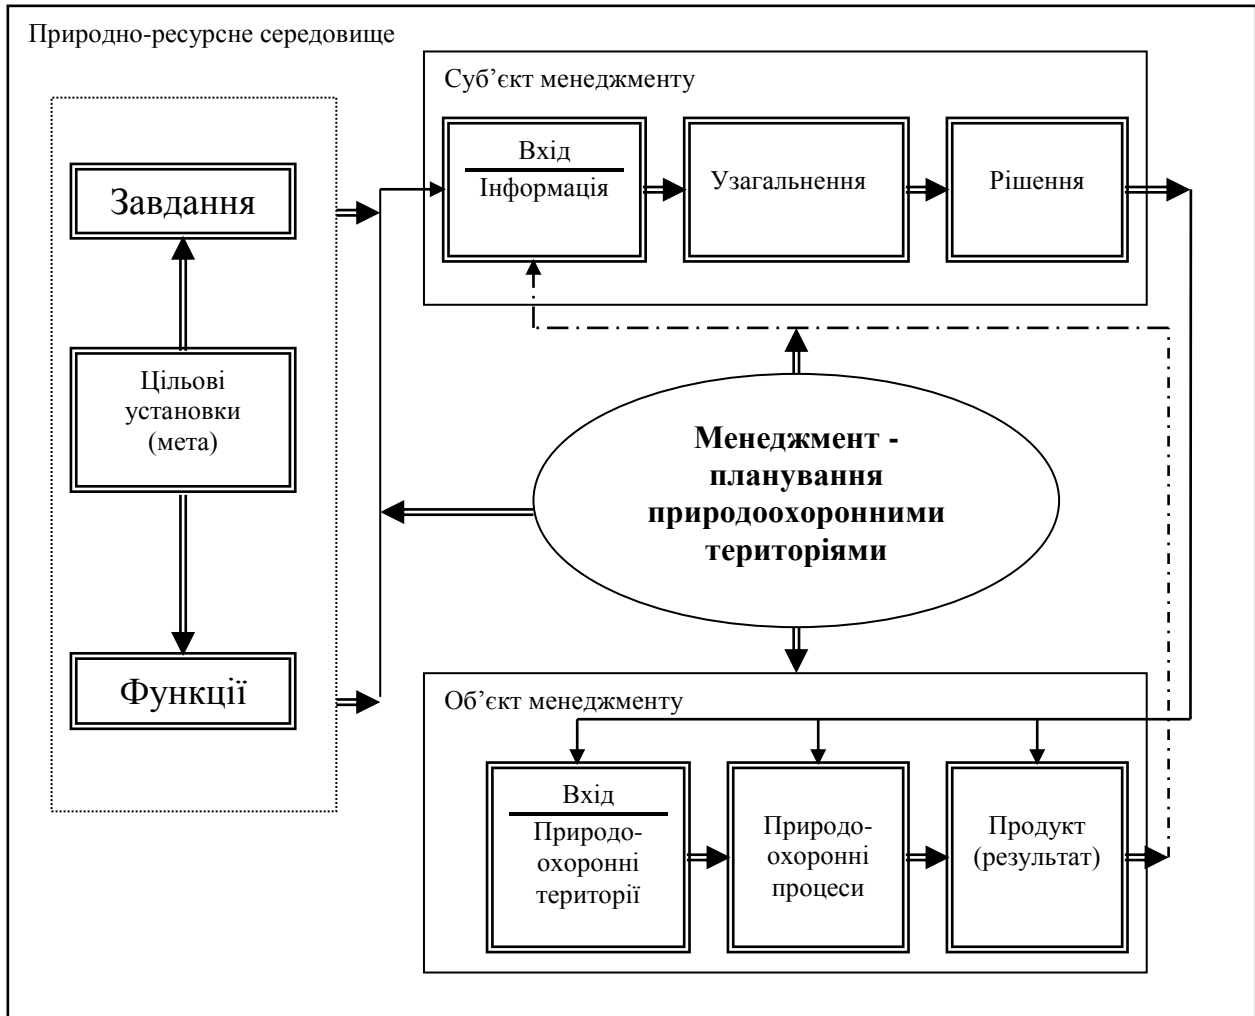 Природно-ресурсне середовище
Суб’єкт менеджменту
Вхід
Інформація
Узагальнення
Рішення
Завдання
Цільові
установки
(мета)
Функції
Менеджмент -
планування
природоохоронними
територіями
Об’єкт менеджменту
Вхід
Природо-
охоронні
території
Природо-
охоронні
процеси
Продукт
(результат)